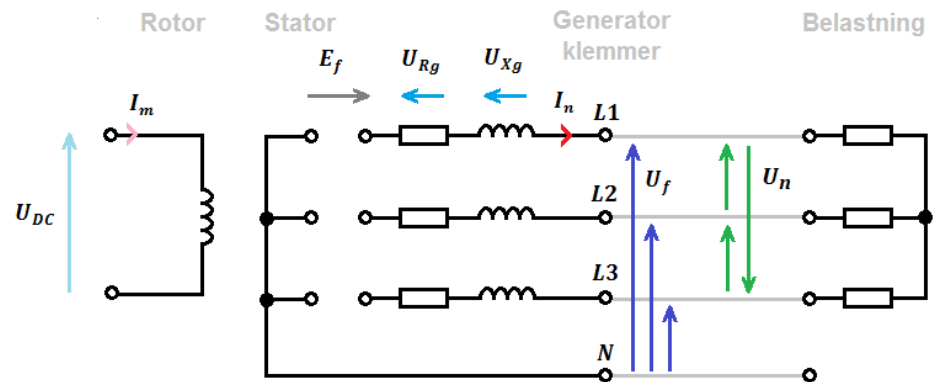 Rotor
Stator
Generator
klemmer
Belastning
E_f
U_Rg
U_Xg
I_m
I_n
L1
U_DC
L2
U_f
U_n
L3
N